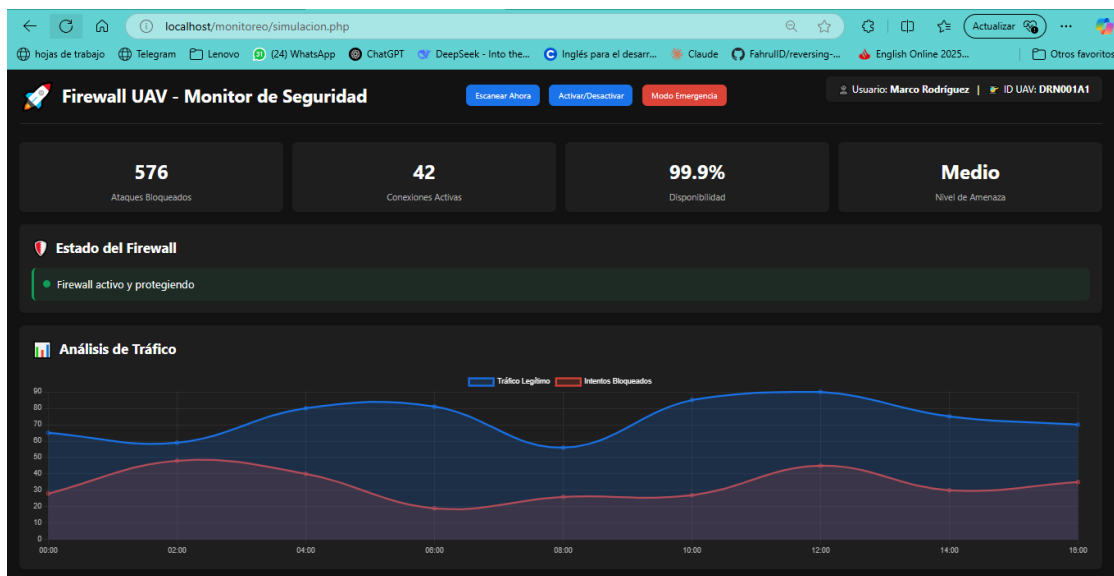 localhost/monitoreo/simulacion.php
Actualizar
hojas de trabajo Telegram Lenovo (24) WhatsApp ChatGPT DeepSeek - Into the... Inglés para el desarr... Claude FahrulID/reversing-... English Online 2025... Otros favoritos
Firewall UAV - Monitor de Seguridad
Escanear Ahora Activar/Desactivar Modo Emergencia
Usuario: Marco Rodríguez | ID UAV: DRN001A1
576 42 99.9% Medio
Ataques Bloqueados Conexiones Activas Disponibilidad Nivel de Amenaza
Estado del Firewall
Firewall activo y protegiendo
Análisis de Tráfico
Tráfico Legítimo Intentos Bloqueados
90
80
70
60
50
40
30
20
10
0
00:00 02:00 04:00 06:00 08:00 10:00 12:00 14:00 16:00